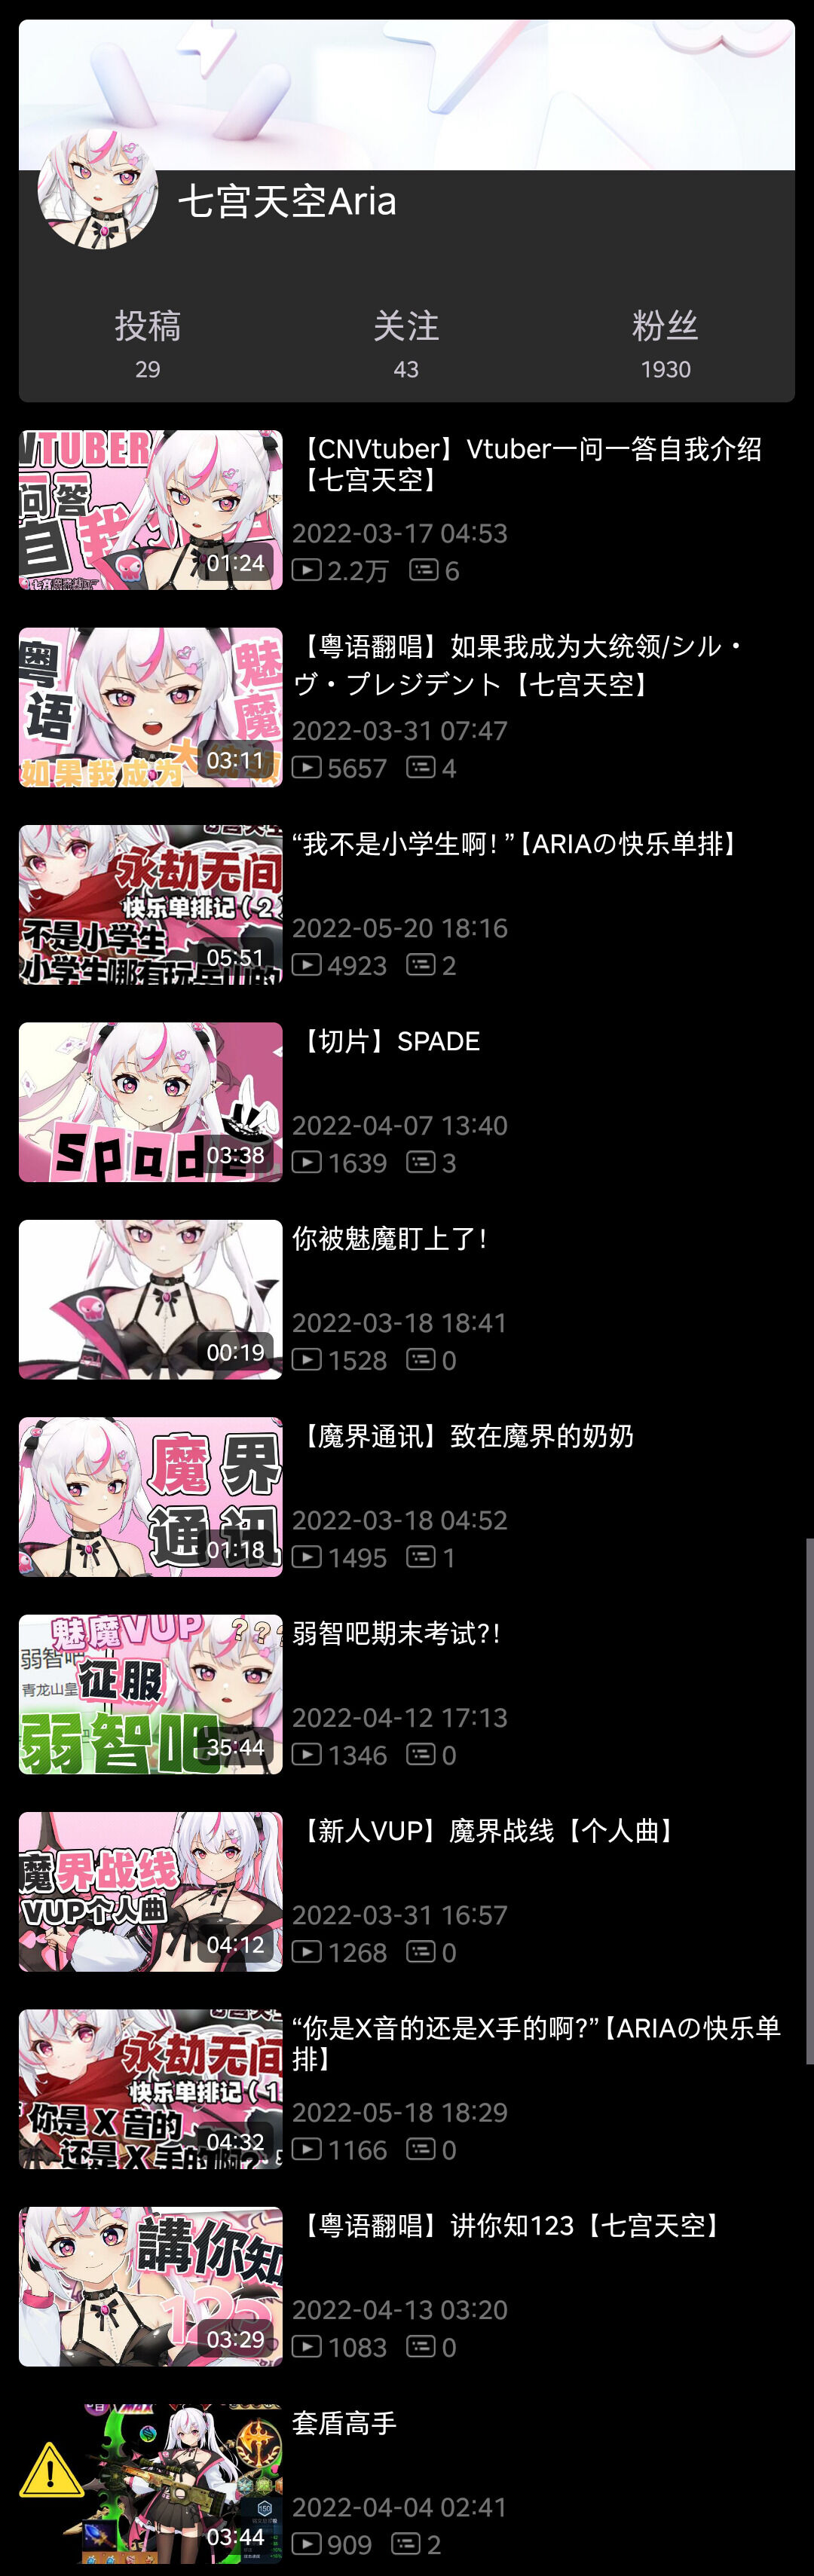 七宫天空Aria
投稿
关注
粉丝
29
43
1930
VTUBER
问答
自我
01:24
【CNVtuber】Vtuber一问一答自我介绍
【七宫天空】
2022-03-17 04:53
2.2万
6
粤语
魅魔
如果我成为大
03:11
【粤语翻唱】如果我成为大统领/シル・
ヴ・プレジデント【七宫天空】
2022-03-31 07:47
5657
4
永劫无间
快乐单排记(2)
不是小学生
05:51
“我不是小学生啊!”【ARIAの快乐单排】
2022-05-20 18:16
4923
2
Spade
03:38
【切片】SPADE
2022-04-07 13:40
1639
3
00:19
你被魅魔盯上了!
2022-03-18 18:41
1528
0
魔界
通讯
01:18
【魔界通讯】致在魔界的奶奶
2022-03-18 04:52
1495
1
魅魔VUP
???
弱智吧
征服
青龙山皇
弱智吧
35:44
弱智吧期末考试?!
2022-04-12 17:13
1346
0
魔界战线
VUP个人曲
04:12
【新人VUP】魔界战线【个人曲】
2022-03-31 16:57
1268
0
永劫无间
快乐单排记(1
你是X音的
还是X手的啊?
04:32
“你是X音的还是X手的啊?”【ARIAの快乐单
排】
2022-05-18 18:29
1166
0
講你知
123
03:29
【粤语翻唱】讲你知123【七宫天空】
2022-04-13 03:20
1083
0
03:44
套盾高手
2022-04-04 02:41
909
2